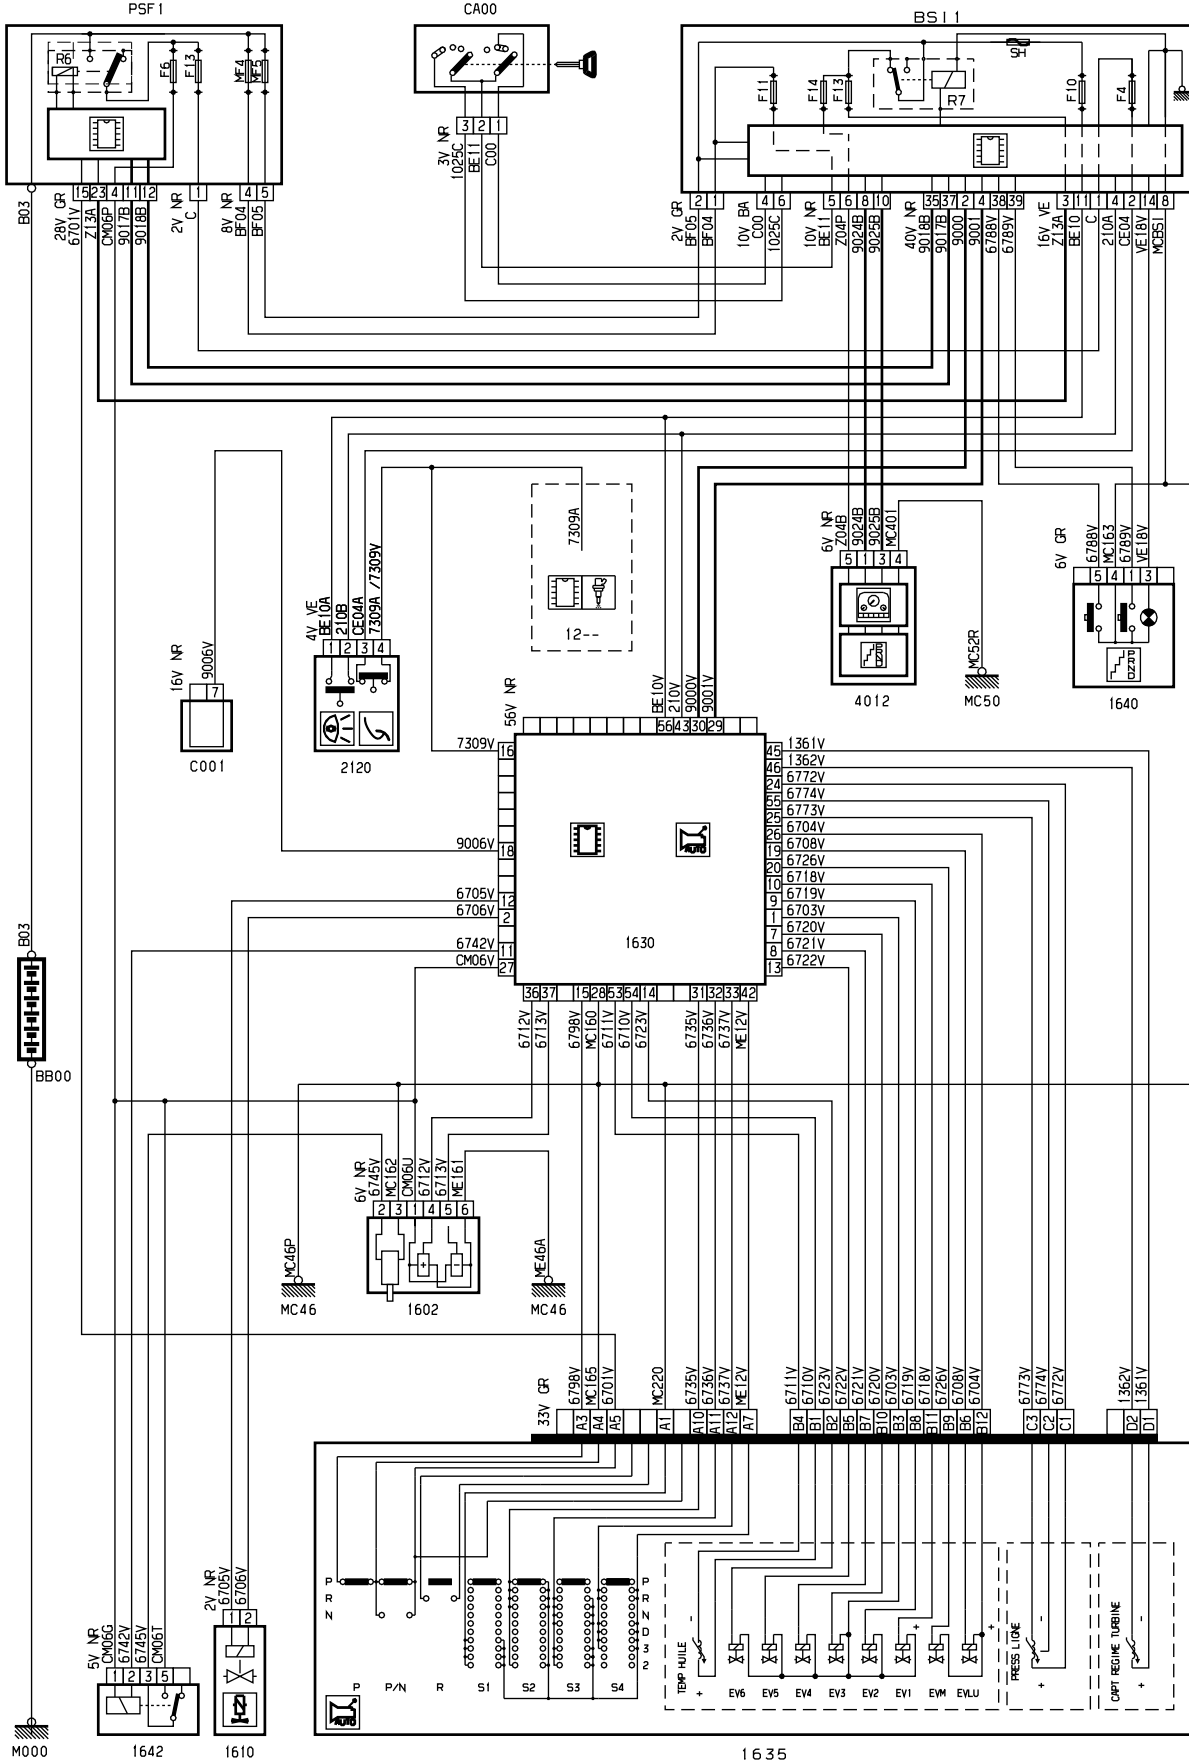 PSF1
CA00
BSI1
R6
F6
F13
MF4
MF5
3 2 1
3V NR
1025C
BE11
C00
F11
F14
F13
R7
SH
F10
F4
15 23 4 11 12 1 4 5
28V GR
6701V
Z13A
CM06P
9017B
9018B
2V NR
C
8V NR
BF04
BF05
B03
2 1 4 6 5 6 8 10 35 37 2 4 38 39 3 11 1 4 2 14 8
2V GR
BF05
BF04
10V BA
C00
1025C
10V NR
BE11
Z04P
9024B
9025B
40V NR
9018B
9017B
9000
9001
6788V
6789V
16V VE
Z13A
BE10
C
210A
CE04
VE18V
MCBSI
7309A
12--
6V NR
Z04B
9024B
9025B
MC401
5 1 3 4
4012
MC52R
MC50
6V GR
6788V
MC163
6789V
VE18V
5 4 1 3
PRND
1640
4V VE
BE10A
210B
CE04A
7309A /7309V
1 2 3 4
2120
16V NR
9006V
7
C001
56V NR
BE10V
210V
9000V
9001V
56 43 30 29
7309V 16
9006V 18
6705V 12
6706V 2
6742V 11
CM06V 27
AUTO
1630
45 1361V
46 1362V
24 6772V
55 6774V
25 6773V
26 6704V
19 6708V
20 6726V
10 6718V
9 6719V
1 6703V
7 6720V
8 6721V
13 6722V
36 37 15 28 53 54 14 31 32 33 42
6712V
6713V
6798V
MC160
6711V
6710V
6723V
6735V
6736V
6737V
ME12V
B03
BB00
6V NR
6745V
MC162
CM06U
6712V
6713V
ME161
2 3 1 4 5 6
1602
MC46P
MC46
ME46A
MC46
33V GR
6798V
MC165
6701V
MC220
6735V
6736V
6737V
ME12V
6711V
6710V
6723V
6722V
6721V
6720V
6703V
6719V
6718V
6726V
6708V
6704V
6773V
6774V
6772V
1362V
1361V
A3 A4 A5 A1 A10 A11 A12 A7 B4 B1 B2 B5 B7 B10 B3 B8 B11 B9 B6 B12 C3 C2 C1 D2 D1
P
R
N
P
R
N
D
3
2
P P/N R S1 S2 S3 S4
TEMP HUILE
- +
EV6 EV5 EV4 EV3 EV2 EV1 EVM EVLU
+ +
PRESS LIGNE
- +
CAPT REGIME TURBINE
- +
AUTO
1635
2V NR
6705V
6706V
1 2
1610
5V NR
CM06G
6742V
6745V
CM06T
1 2 3 5
1642
M000